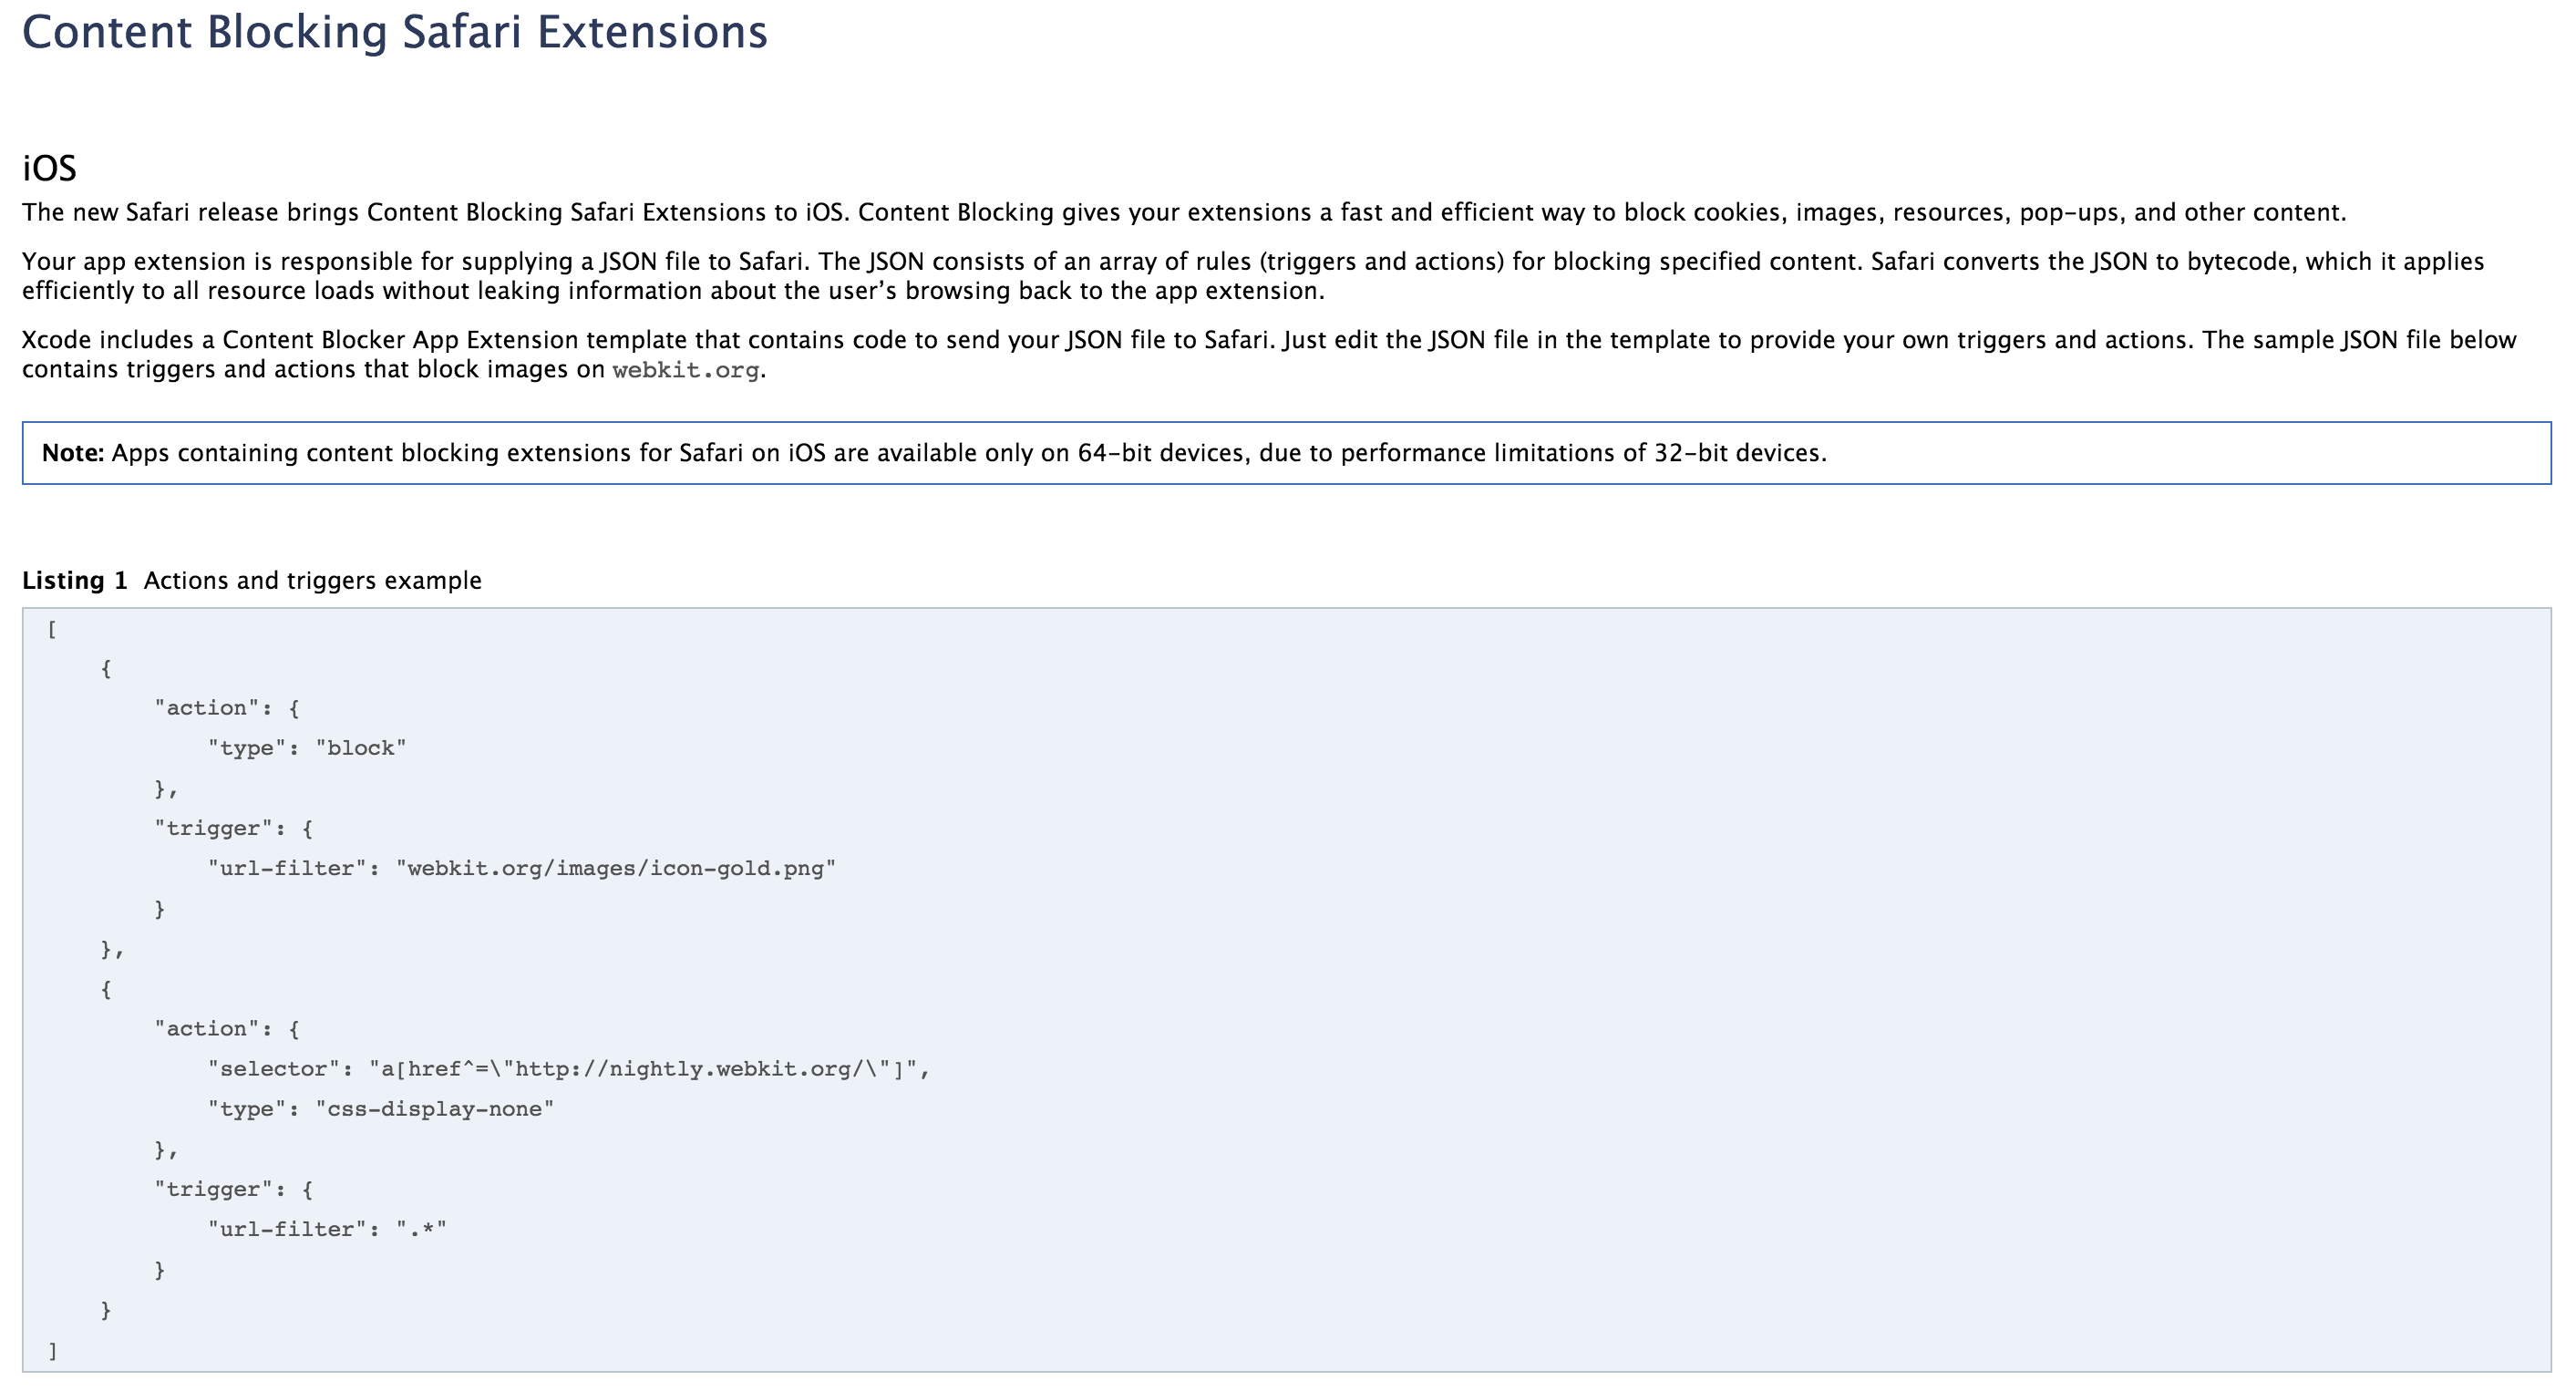 Content Blocking Safari Extensions
iOS
The new Safari release brings Content Blocking Safari Extensions to iOS. Content Blocking gives your extensions a fast and efficient way to block cookies, images, resources, pop-ups, and other content.
Your app extension is responsible for supplying a JSON file to Safari. The JSON consists of an array of rules (triggers and actions) for blocking specified content. Safari converts the JSON to bytecode, which it applies
efficiently to all resource loads without leaking information about the user’s browsing back to the app extension.
Xcode includes a Content Blocker App Extension template that contains code to send your JSON file to Safari. Just edit the JSON file in the template to provide your own triggers and actions. The sample JSON file below
contains triggers and actions that block images on webkit.org.
Note: Apps containing content blocking extensions for Safari on iOS are available only on 64-bit devices, due to performance limitations of 32-bit devices.
Listing 1 Actions and triggers example
[
    {
        "action": {
            "type": "block"
        },
        "trigger": {
            "url-filter": "webkit.org/images/icon-gold.png"
        }
    },
    {
        "action": {
            "selector": "a[href^=\"http://nightly.webkit.org/\"]",
            "type": "css-display-none"
        },
        "trigger": {
            "url-filter": ".*"
        }
    }
]